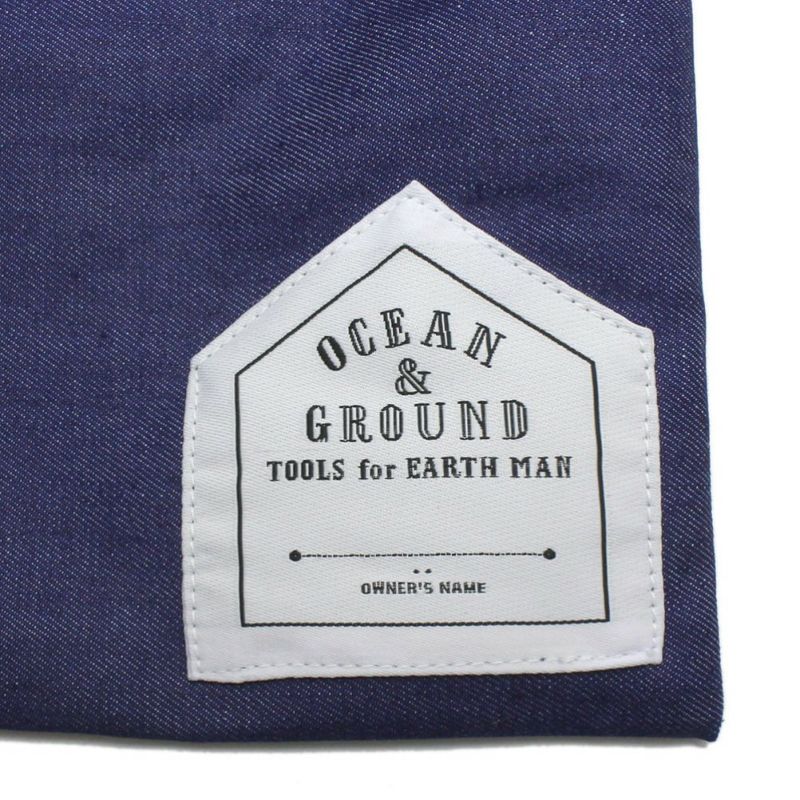 OCEAN
&
GROUND
TOOLS for EARTH MAN
OWNER'S NAME